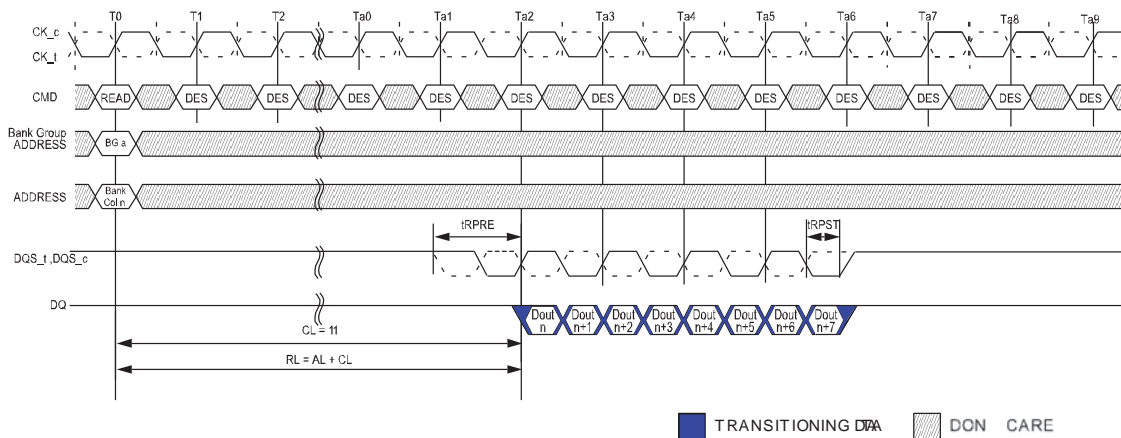 T0 T1 T2 Ta0 Ta1 Ta2 Ta3 Ta4 Ta5 Ta6 Ta7 Ta8 Ta9
CK_c
CK_t
CMD READ DES DES DES DES DES DES DES DES DES DES DES DES
Bank Group
ADDRESS BG a
ADDRESS Bank
Col n
tRPRE tRPST
DQS_t ,DQS_c
DQ Dout Dout Dout Dout Dout Dout Dout Dout
n n+1 n+2 n+3 n+4 n+5 n+6 n+7
CL = 11
RL = AL + CL
TRANSITIONING DATA DON CARE